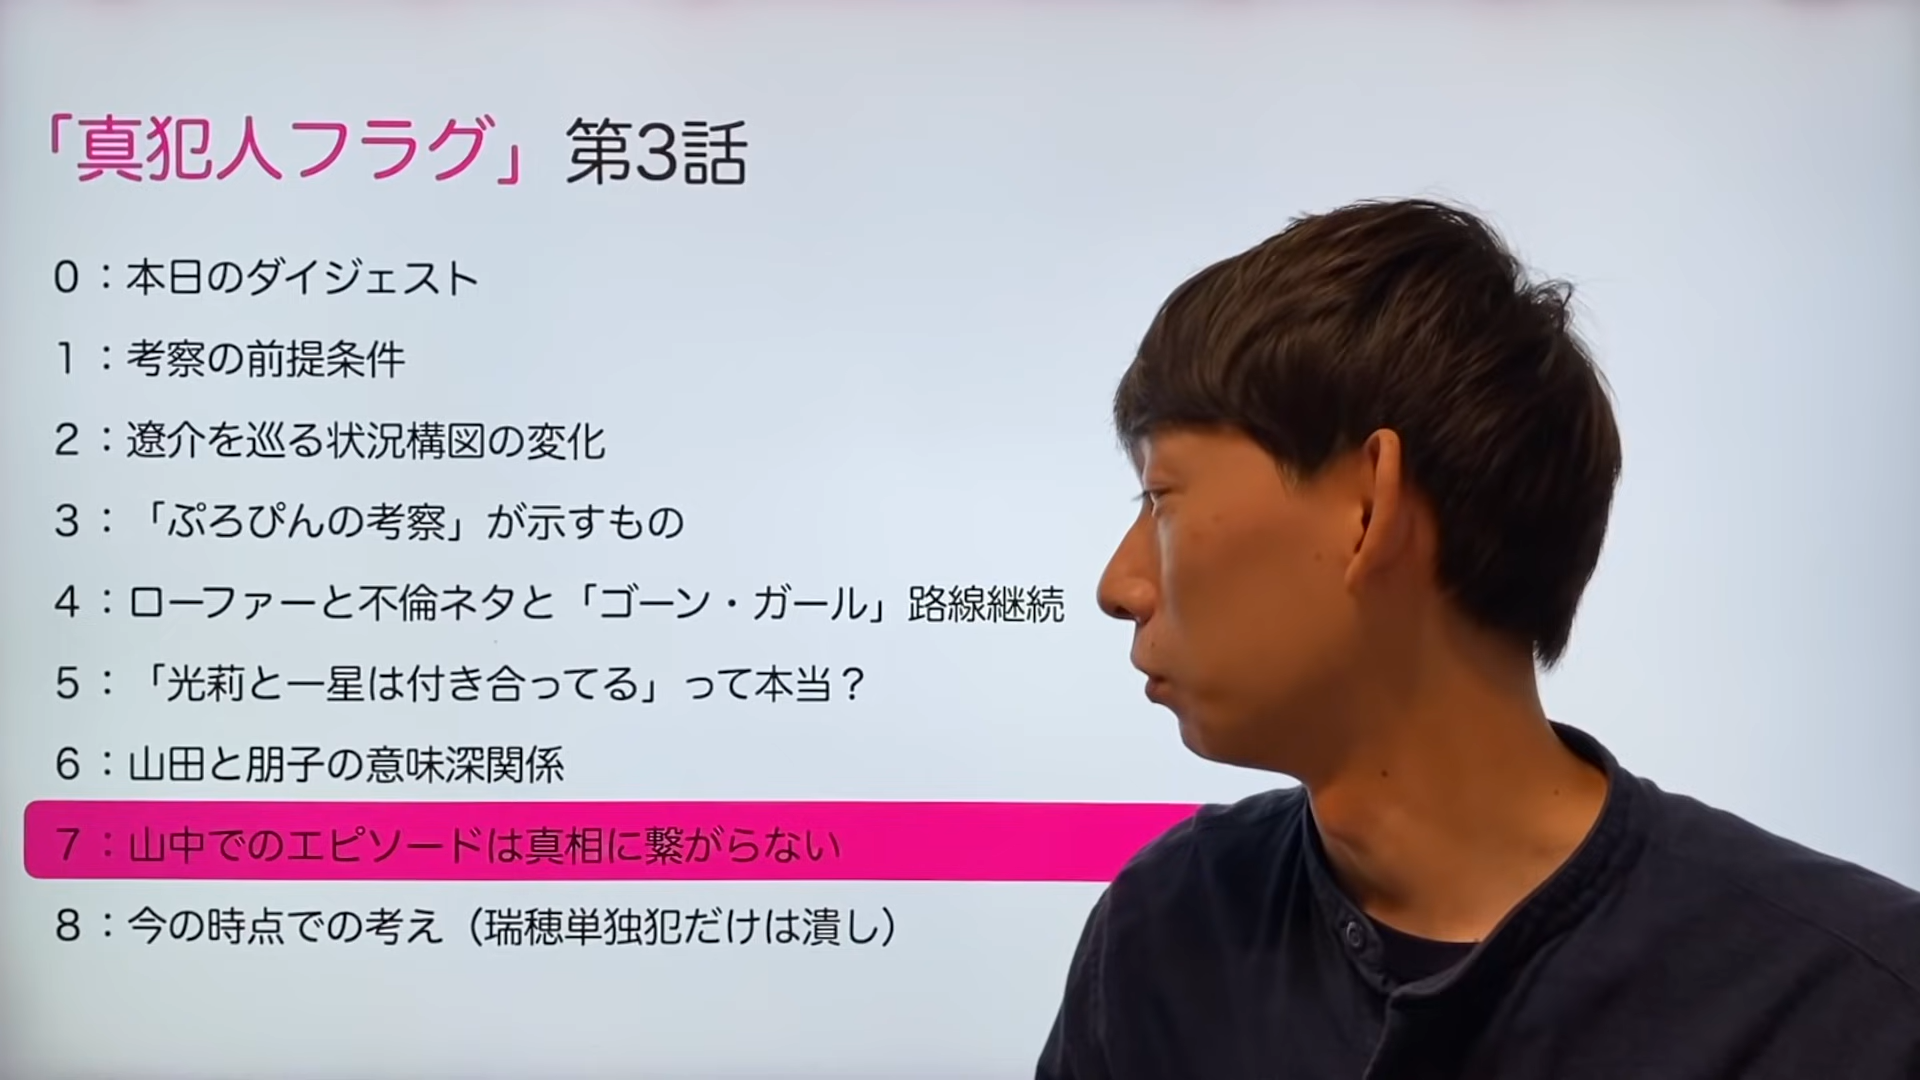 「真犯人フラグ」第3話
0：本日のダイジェスト
1：考察の前提条件
2：遼介を巡る状況構図の変化
3：「ぷろぴんの考察」が示すもの
4：ローファーと不倫ネタと「ゴーン・ガール」路線継続
5：「光莉と一星は付き合ってる」って本当？
6：山田と朋子の意味深関係
7：山中でのエピソードは真相に繋がらない
8：今の時点での考え（瑞穂単独犯だけは潰し）